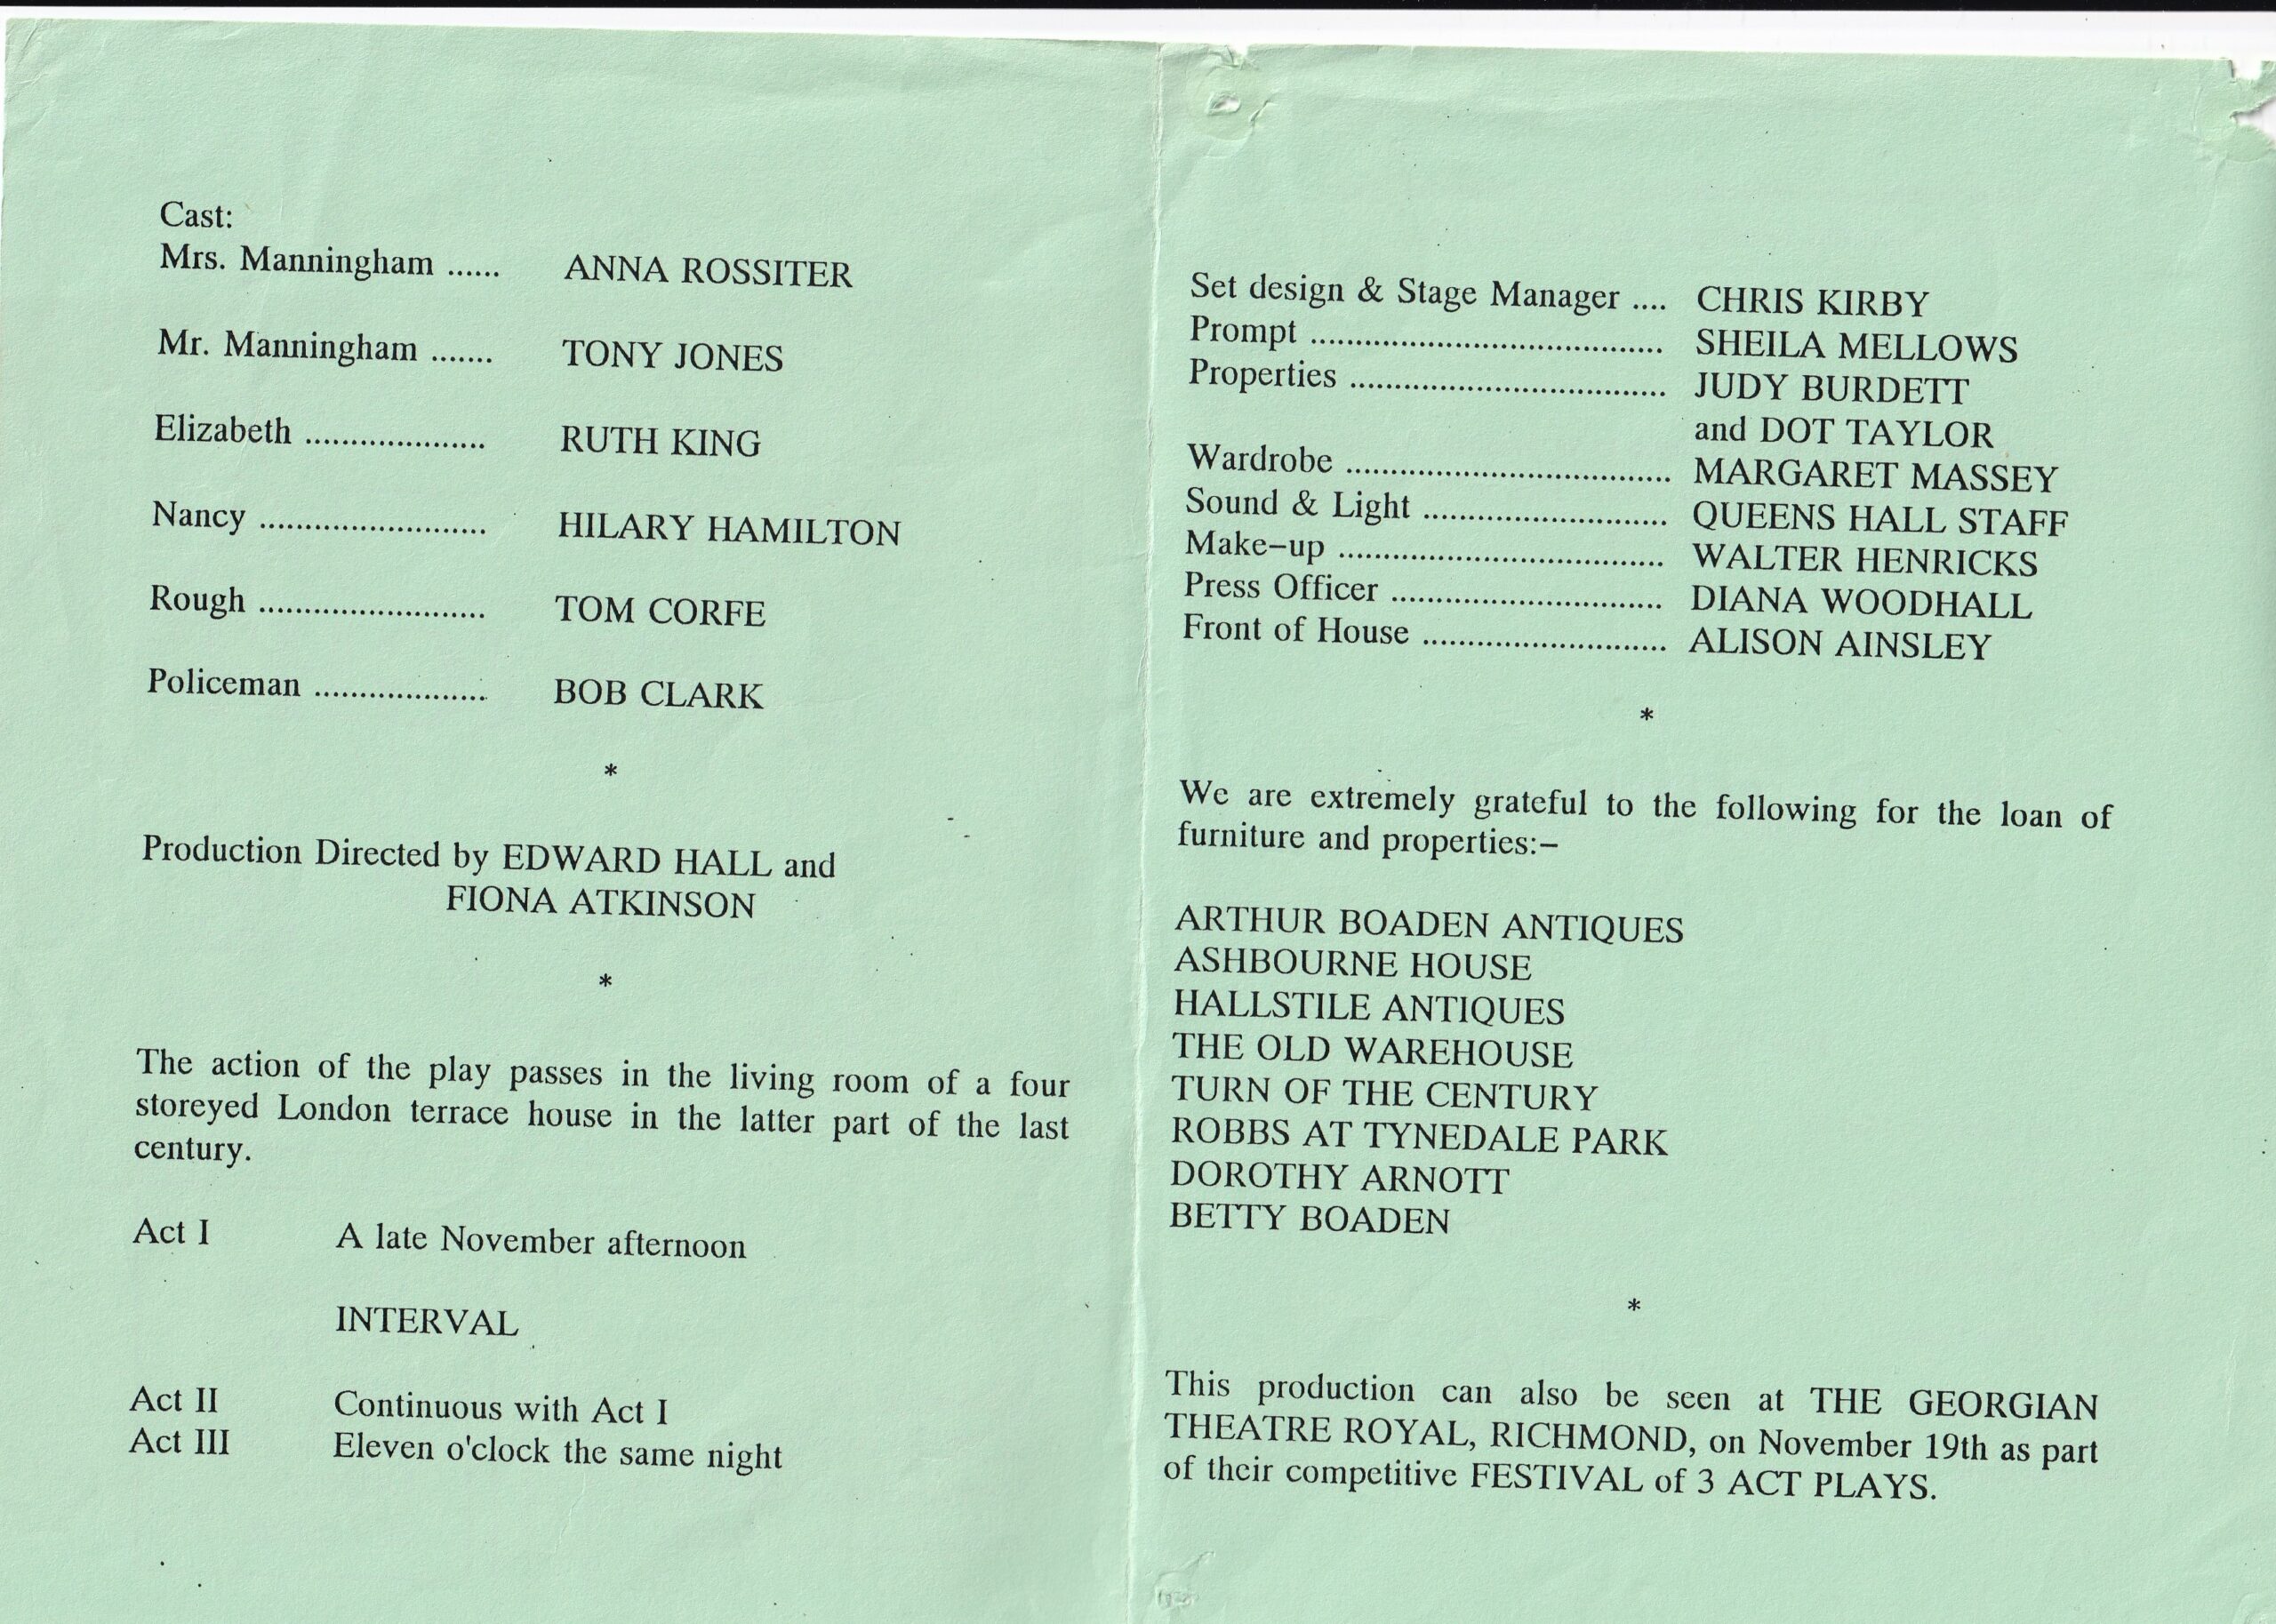 Cast:
Mrs. Manningham ...... ANNA ROSSITER
Mr. Manningham ....... TONY JONES
Elizabeth .................... RUTH KING
Nancy ......................... HILARY HAMILTON
Rough ......................... TOM CORFE
Policeman ................... BOB CLARK
*
Production Directed by EDWARD HALL and
FIONA ATKINSON
*
The action of the play passes in the living room of a four
storeyed London terrace house in the latter part of the last
century.
Act I A late November afternoon
INTERVAL
Act II Continuous with Act I
Act III Eleven o'clock the same night
Set design & Stage Manager .... CHRIS KIRBY
Prompt ....................................... SHEILA MELLOWS
Properties ................................... JUDY BURDETT
and DOT TAYLOR
Wardrobe .................................... MARGARET MASSEY
Sound & Light ........................... QUEENS HALL STAFF
Make-up .................................... WALTER HENRICKS
Press Officer .............................. DIANA WOODHALL
Front of House ........................... ALISON AINSLEY
*
We are extremely grateful to the following for the loan of
furniture and properties:-
ARTHUR BOADEN ANTIQUES
ASHBOURNE HOUSE
HALLSTILE ANTIQUES
THE OLD WAREHOUSE
TURN OF THE CENTURY
ROBBS AT TYNEDALE PARK
DOROTHY ARNOTT
BETTY BOADEN
*
This production can also be seen at THE GEORGIAN
THEATRE ROYAL, RICHMOND, on November 19th as part
of their competitive FESTIVAL of 3 ACT PLAYS.